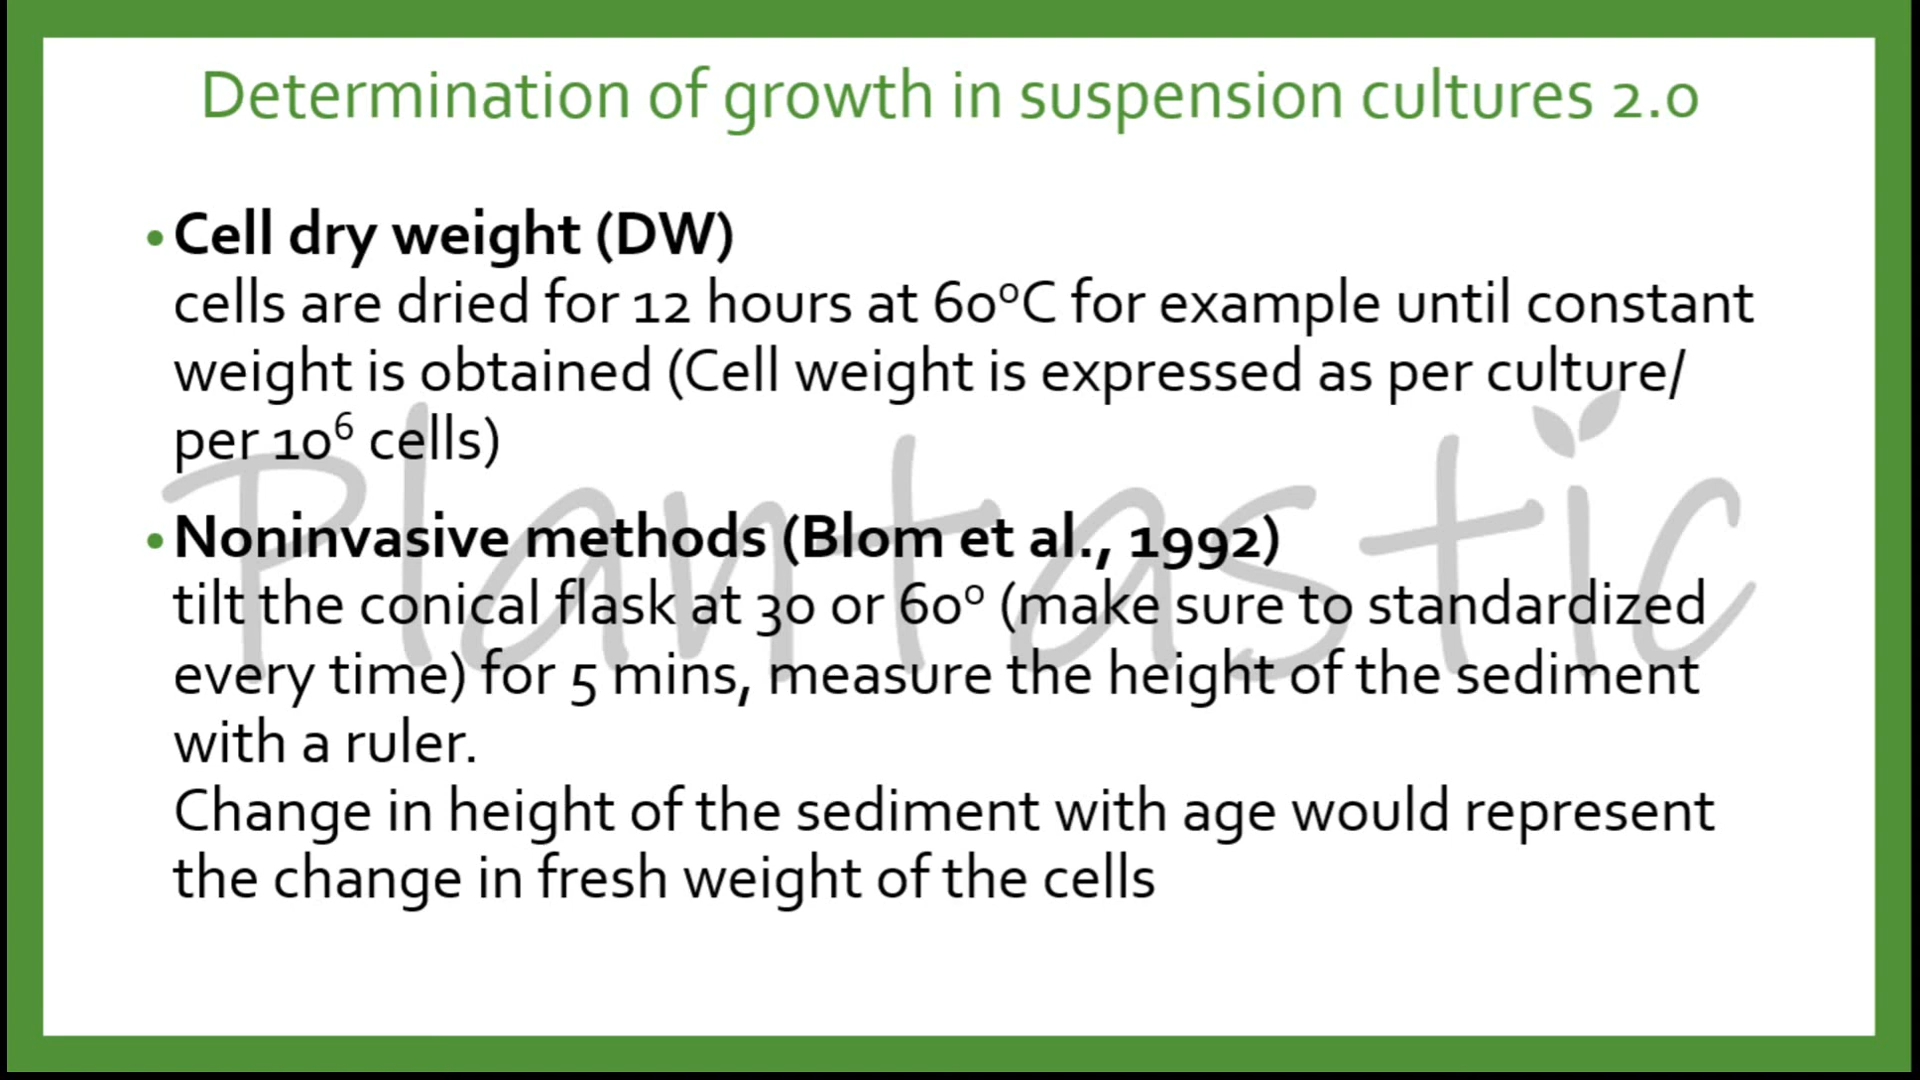 Determination of growth in suspension cultures 2.0
• Cell dry weight (DW)
cells are dried for 12 hours at 60⁰C for example until constant
weight is obtained (Cell weight is expressed as per culture/
per 10⁶ cells)
• Noninvasive methods (Blom et al., 1992)
tilt the conical flask at 30 or 60⁰ (make sure to standardized
every time) for 5 mins, measure the height of the sediment
with a ruler.
Change in height of the sediment with age would represent
the change in fresh weight of the cells
Plantastic